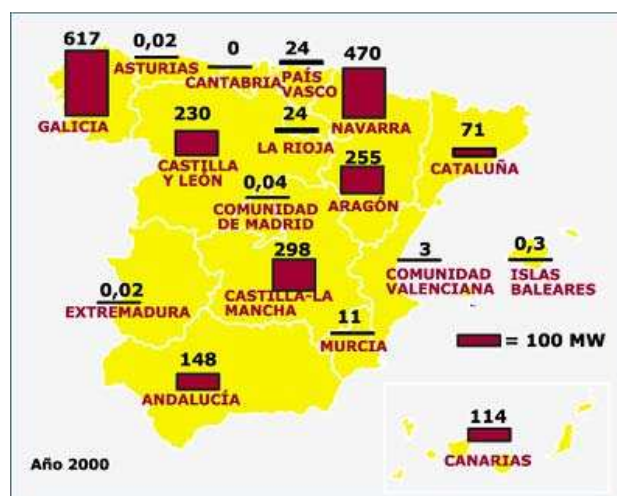 617
GALICIA
0,02
ASTURIAS
0
CANTABRIA
24
PAÍS
VASCO
470
NAVARRA
230
CASTILLA
Y LEÓN
24
LA RIOJA
255
ARAGÓN
71
CATALUÑA
0,04
COMUNIDAD
DE MADRID
298
CASTILLA-LA
MANCHA
3
COMUNIDAD
VALENCIANA
0,3
ISLAS
BALEARES
0,02
EXTREMADURA
11
MURCIA
= 100 MW
148
ANDALUCÍA
114
CANARIAS
Año 2000